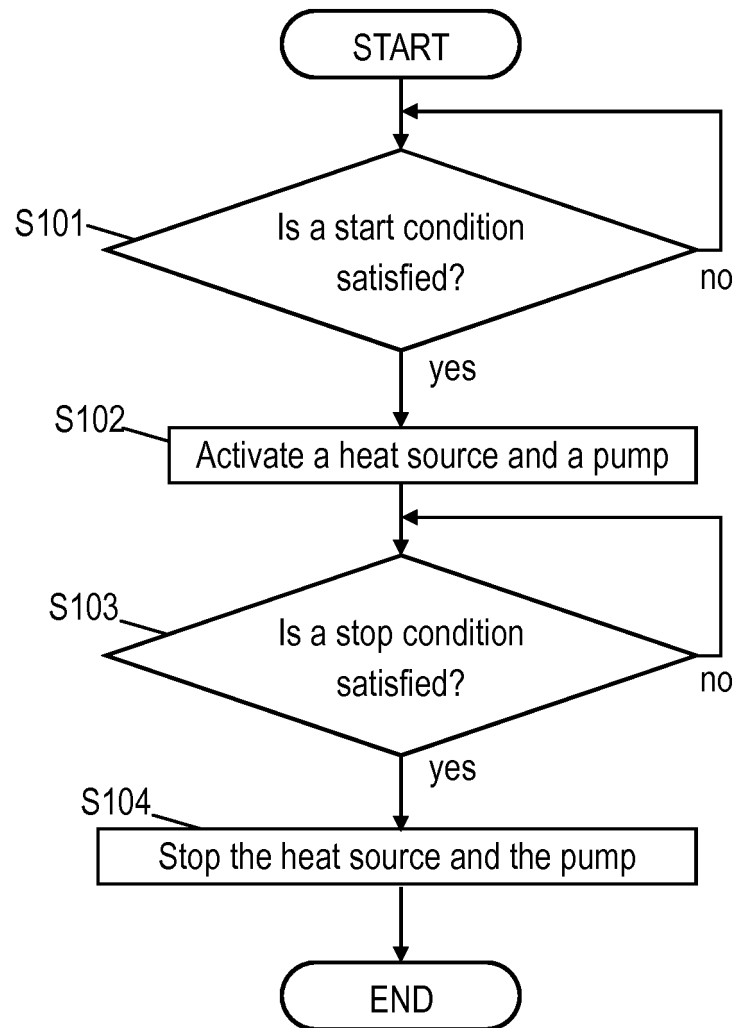 START
S101
Is a start condition
satisfied?
no
yes
S102
Activate a heat source and a pump
S103
Is a stop condition
satisfied?
no
yes
S104
Stop the heat source and the pump
END